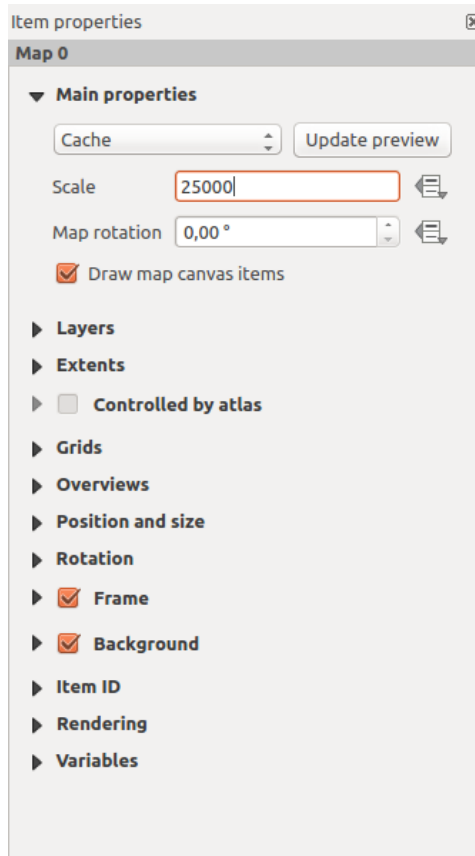 Item properties
Map 0
Main properties
Cache Update preview
Scale 25000
Map rotation 0,00 °
Draw map canvas items
Layers
Extents
Controlled by atlas
Grids
Overviews
Position and size
Rotation
Frame
Background
Item ID
Rendering
Variables